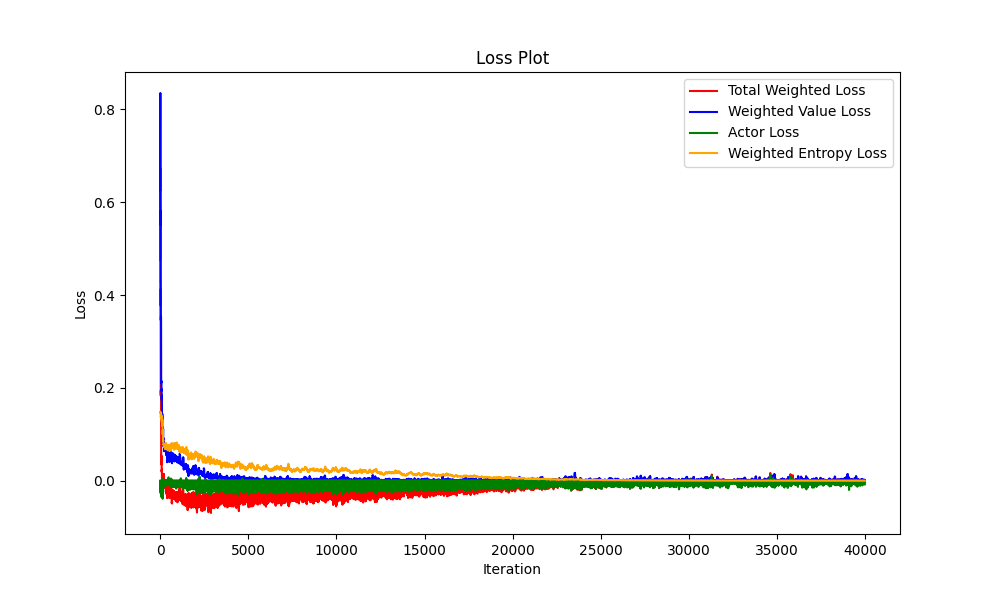 Loss Plot
Total Weighted Loss
Weighted Value Loss
Actor Loss
Weighted Entropy Loss
0.8
0.6
0.4
0.2
0.0
Loss
0 5000 10000 15000 20000 25000 30000 35000 40000
Iteration